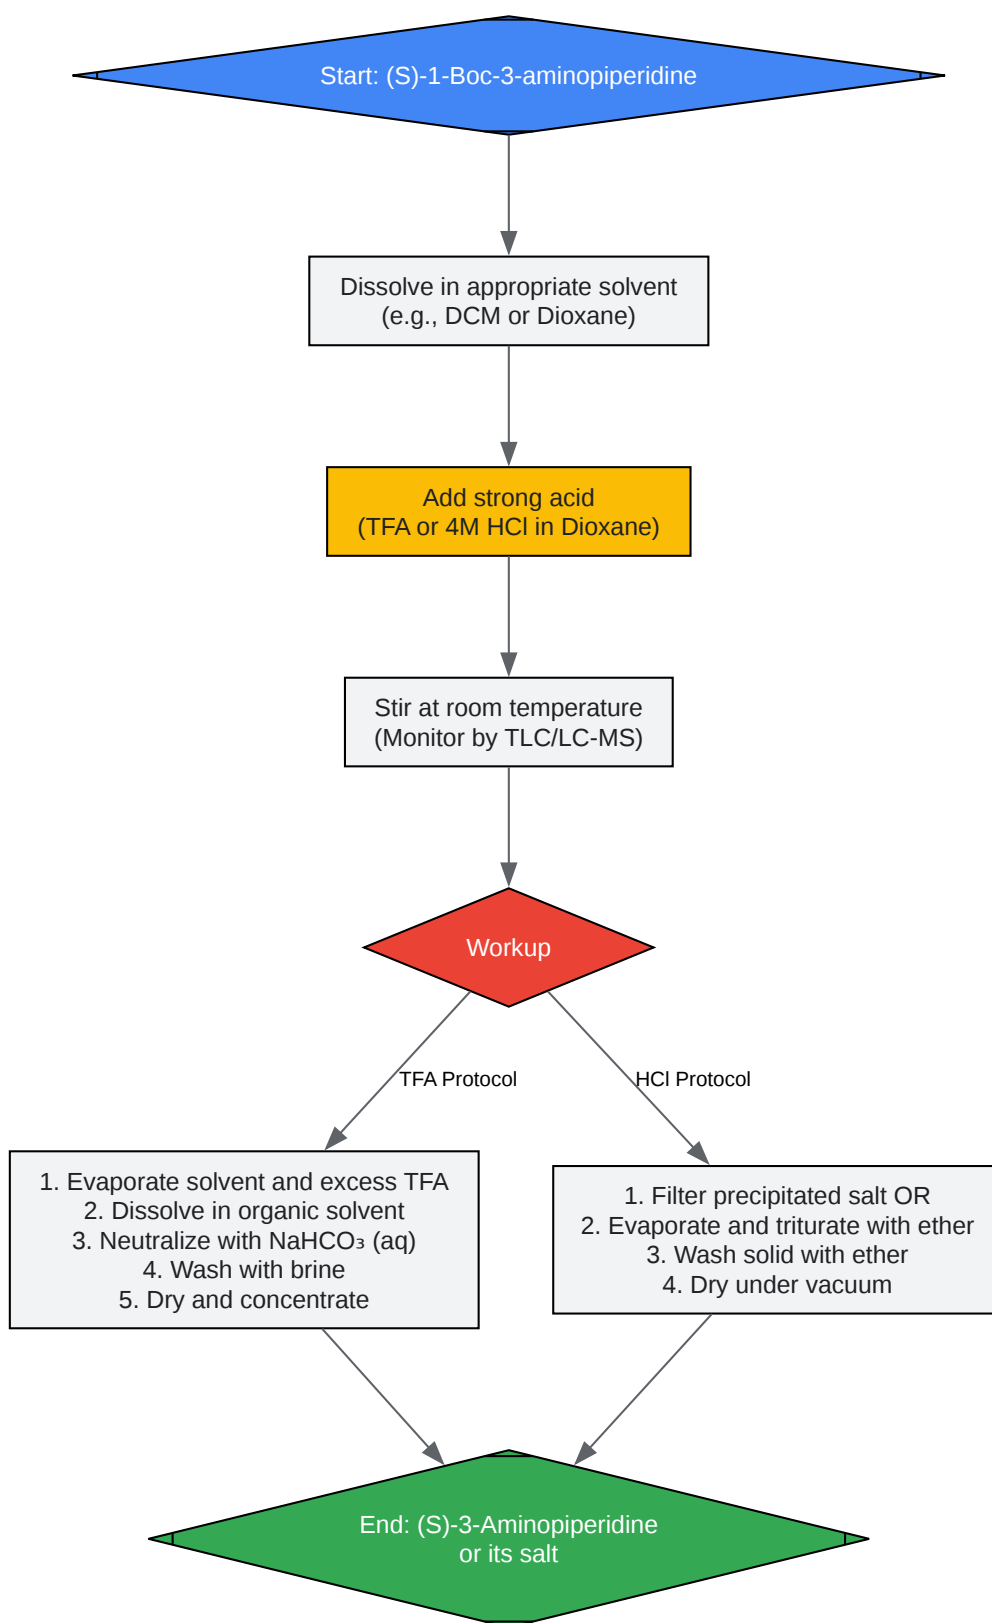 Start: (S)-1-Boc-3-aminopiperidine
Dissolve in appropriate solvent
(e.g., DCM or Dioxane)
Add strong acid
(TFA or 4M HCl in Dioxane)
Stir at room temperature
(Monitor by TLC/LC-MS)
Workup
TFA Protocol
HCl Protocol
1. Evaporate solvent and excess TFA
2. Dissolve in organic solvent
3. Neutralize with NaHCO₃ (aq)
4. Wash with brine
5. Dry and concentrate
1. Filter precipitated salt OR
2. Evaporate and triturate with ether
3. Wash solid with ether
4. Dry under vacuum
End: (S)-3-Aminopiperidine
or its salt